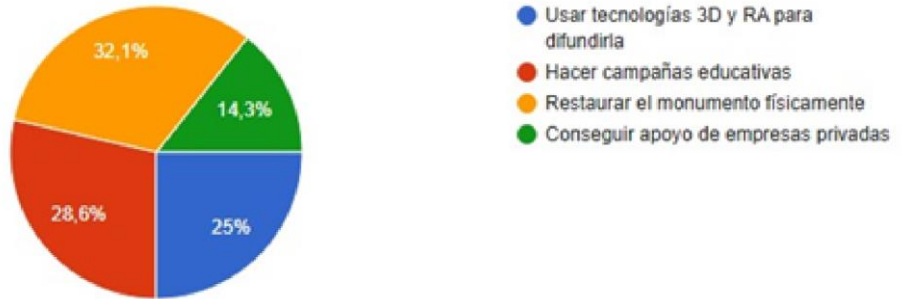 32,1%
14,3%
28,6%
25%
Usar tecnologías 3D y RA para
difundirla
Hacer campañas educativas
Restaurar el monumento físicamente
Conseguir apoyo de empresas privadas